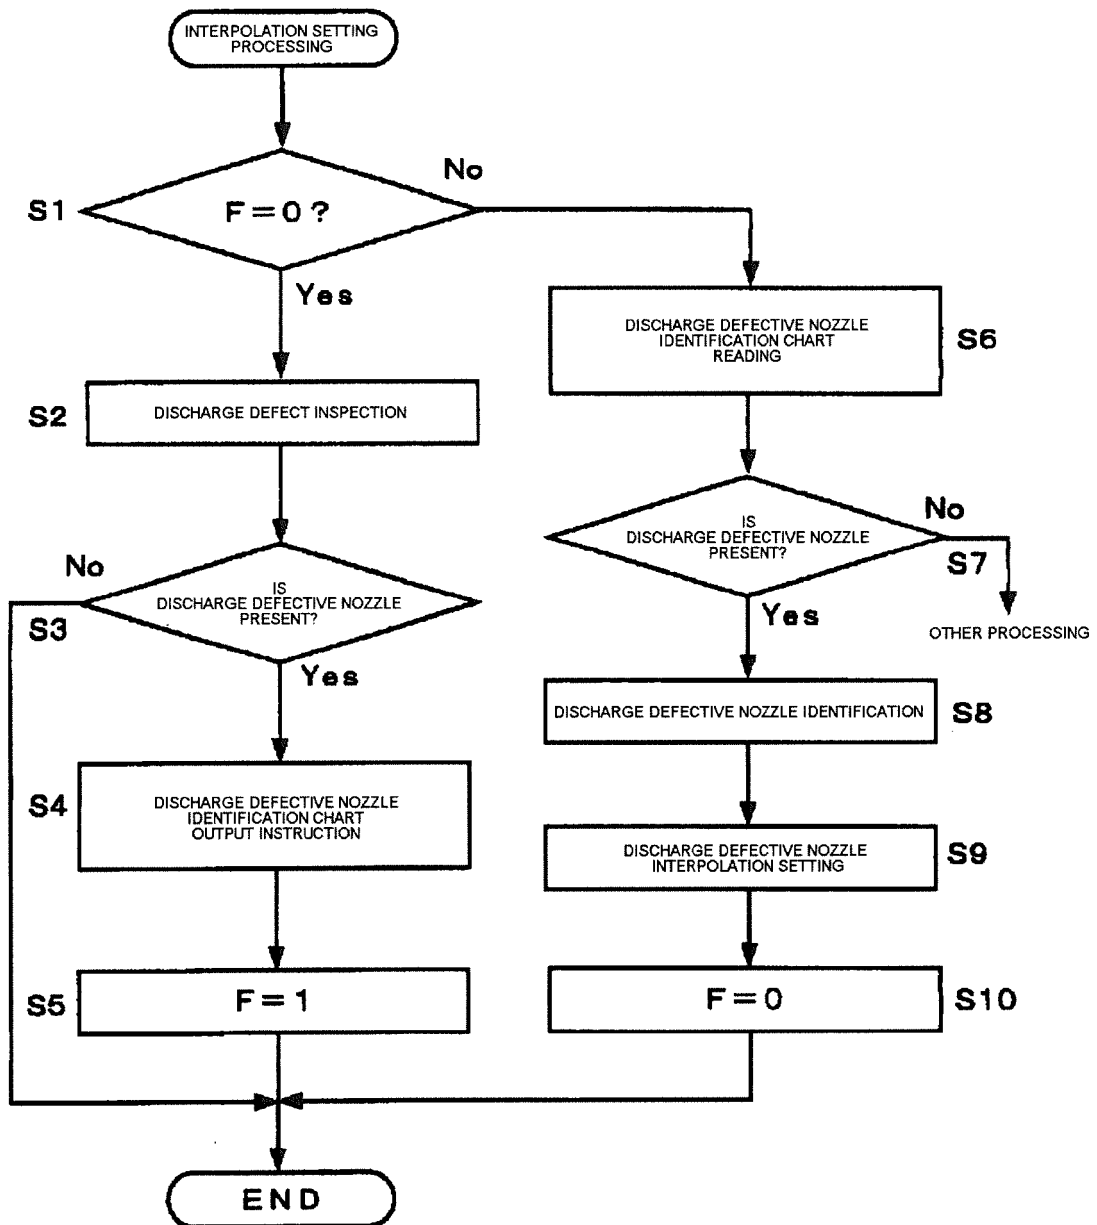 INTERPOLATION SETTING
PROCESSING
No
S1
F=0?
Yes
DISCHARGE DEFECTIVE NOZZLE
IDENTIFICATION CHART
READING
S6
S2
DISCHARGE DEFECT INSPECTION
No
IS
DISCHARGE DEFECTIVE NOZZLE
PRESENT?
S7
No
IS
DISCHARGE DEFECTIVE NOZZLE
PRESENT?
S3
Yes
OTHER PROCESSING
Yes
DISCHARGE DEFECTIVE NOZZLE IDENTIFICATION
S8
S4
DISCHARGE DEFECTIVE NOZZLE
IDENTIFICATION CHART
OUTPUT INSTRUCTION
DISCHARGE DEFECTIVE NOZZLE
INTERPOLATION SETTING
S9
S5
F=1
F=0
S10
END